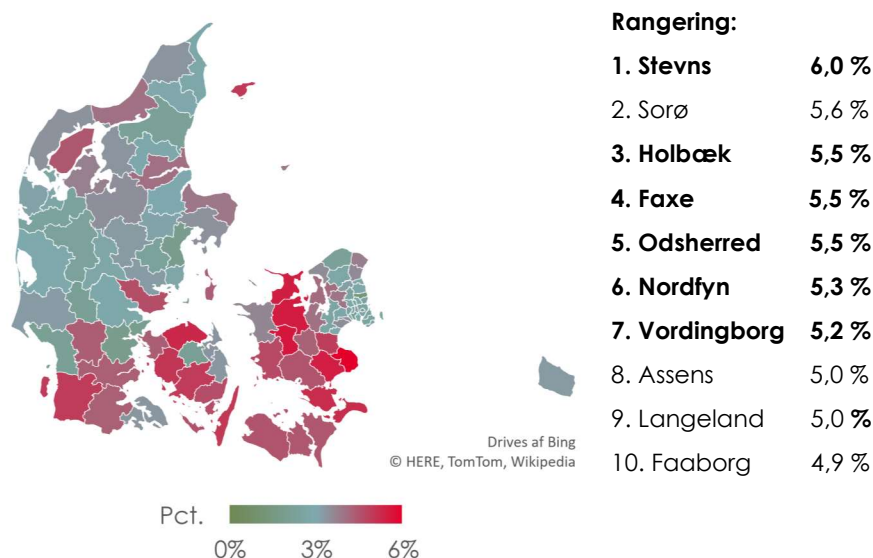 Rangering:
1. Stevns 6,0 %
2. Sorø 5,6 %
3. Holbæk 5,5 %
4. Faxe 5,5 %
5. Odsherred 5,5 %
6. Nordfyn 5,3 %
7. Vordingborg 5,2 %
8. Assens 5,0 %
9. Langeland 5,0 %
10. Faaborg 4,9 %
Drives af Bing
© HERE, TomTom, Wikipedia
Pct.
0% 3% 6%